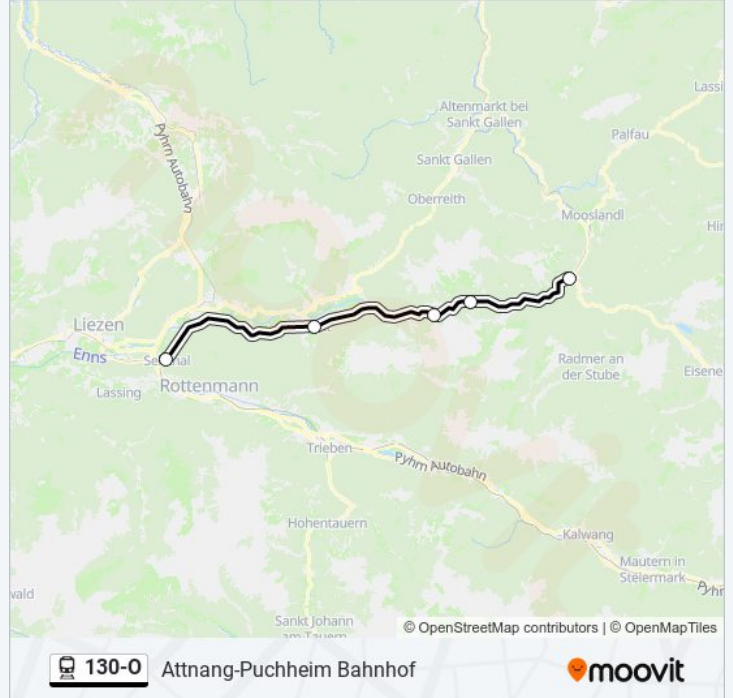 Lassi
Altenmarkt bei
Sankt Gallen
Palfau
Pyhrn Autobahn
Sankt Gallen
Oberreith
Mooslandl
Hir
Liezen
Enns
Rottenmann
Lassing
Radmer an
der Stube
Eisene
Trieben
Pyhrn Autobahn
Hohentauern
Kalwang
Mautern in
Steiermark
Pyhr
wald
Sankt Johann
am Tauern
© OpenStreetMap contributors | © OpenMapTiles
130-O Attnang-Puchheim Bahnhof
moovit